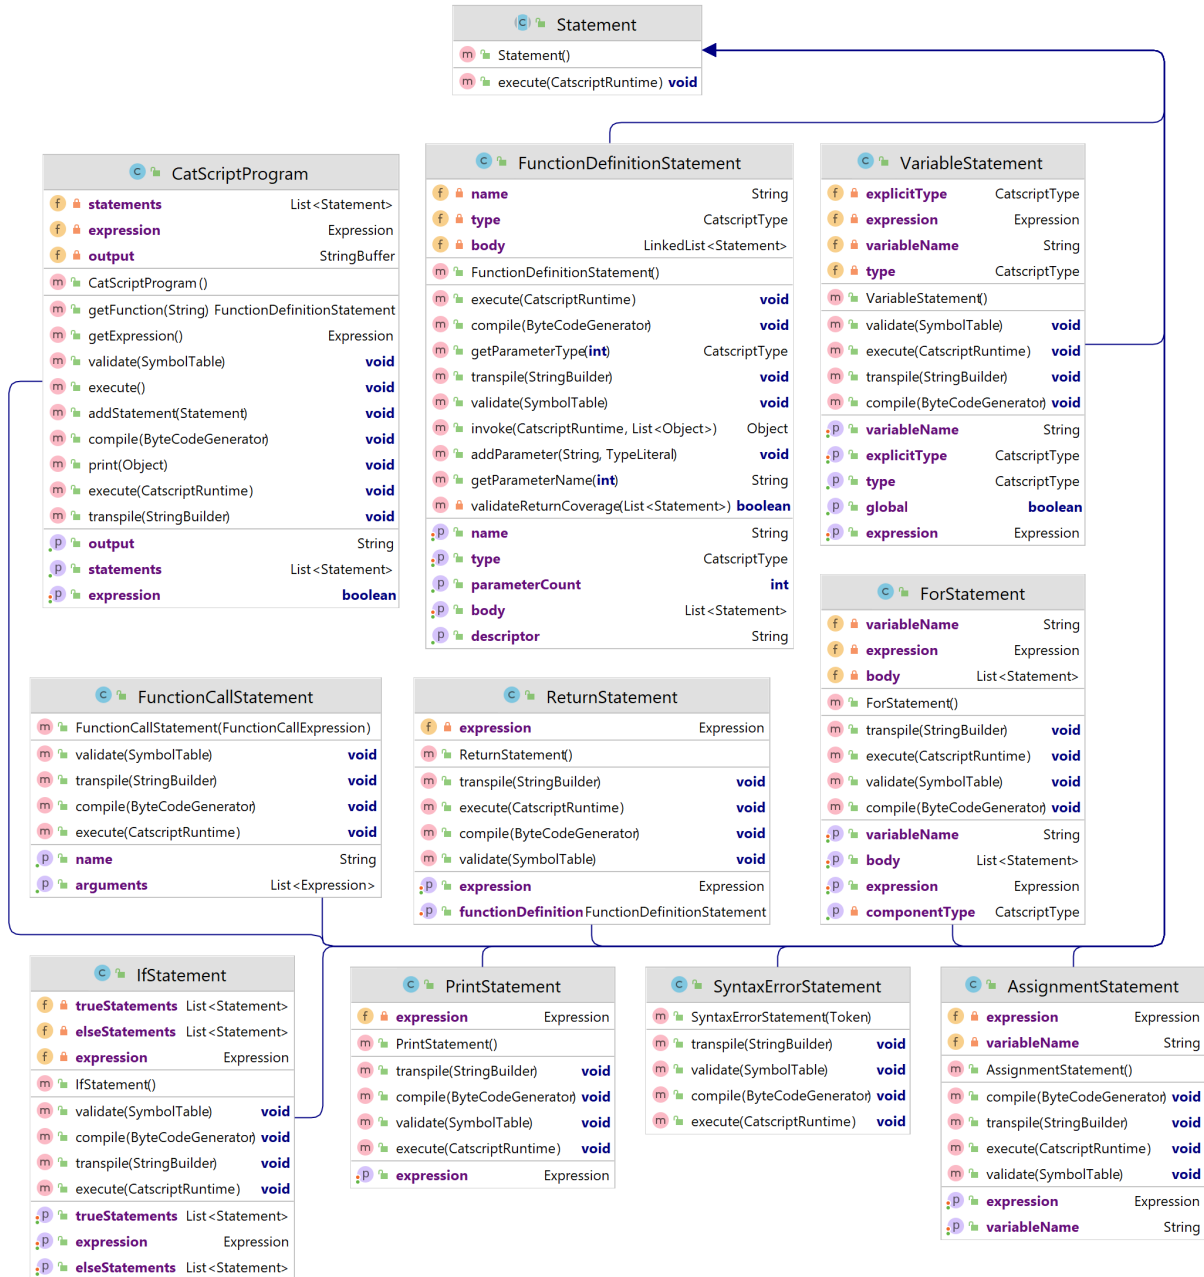 Statement
Statement()
execute(CatscriptRuntime) void
CatScriptProgram
statements List<Statement>
expression Expression
output StringBuffer
CatScriptProgram()
getFunction(String) FunctionDefinitionStatement
getExpression() Expression
validate(SymbolTable) void
execute() void
addStatement(Statement) void
compile(ByteCodeGenerator) void
print(Object) void
execute(CatscriptRuntime) void
transpile(StringBuilder) void
output String
statements List<Statement>
expression boolean
FunctionDefinitionStatement
name String
type CatscriptType
body LinkedList<Statement>
FunctionDefinitionStatement()
execute(CatscriptRuntime) void
compile(ByteCodeGenerator) void
getParameterType(int) CatscriptType
transpile(StringBuilder) void
validate(SymbolTable) void
invoke(CatscriptRuntime, List<Object>) Object
addParameter(String, TypeLiteral) void
getParameterName(int) String
validateReturnCoverage(List<Statement>) boolean
name String
type CatscriptType
parameterCount int
body List<Statement>
descriptor String
VariableStatement
explicitType CatscriptType
expression Expression
variableName String
type CatscriptType
VariableStatement()
validate(SymbolTable) void
execute(CatscriptRuntime) void
transpile(StringBuilder) void
compile(ByteCodeGenerator) void
variableName String
explicitType CatscriptType
type CatscriptType
global boolean
expression Expression
ForStatement
variableName String
expression Expression
body List<Statement>
ForStatement()
transpile(StringBuilder) void
execute(CatscriptRuntime) void
validate(SymbolTable) void
compile(ByteCodeGenerator) void
variableName String
body List<Statement>
expression Expression
componentType CatscriptType
FunctionCallStatement
FunctionCallStatement(FunctionCallExpression)
validate(SymbolTable) void
transpile(StringBuilder) void
compile(ByteCodeGenerator) void
execute(CatscriptRuntime) void
name String
arguments List<Expression>
ReturnStatement
expression Expression
ReturnStatement()
transpile(StringBuilder) void
execute(CatscriptRuntime) void
compile(ByteCodeGenerator) void
validate(SymbolTable) void
expression Expression
functionDefinition FunctionDefinitionStatement
IfStatement
trueStatements List<Statement>
elseStatements List<Statement>
expression Expression
IfStatement()
validate(SymbolTable) void
compile(ByteCodeGenerator) void
transpile(StringBuilder) void
execute(CatscriptRuntime) void
trueStatements List<Statement>
expression Expression
elseStatements List<Statement>
PrintStatement
expression Expression
PrintStatement()
transpile(StringBuilder) void
compile(ByteCodeGenerator) void
validate(SymbolTable) void
execute(CatscriptRuntime) void
expression Expression
SyntaxErrorStatement
SyntaxErrorStatement(Token)
transpile(StringBuilder) void
validate(SymbolTable) void
compile(ByteCodeGenerator) void
execute(CatscriptRuntime) void
AssignmentStatement
expression Expression
variableName String
AssignmentStatement()
compile(ByteCodeGenerator) void
transpile(StringBuilder) void
execute(CatscriptRuntime) void
validate(SymbolTable) void
expression Expression
variableName String